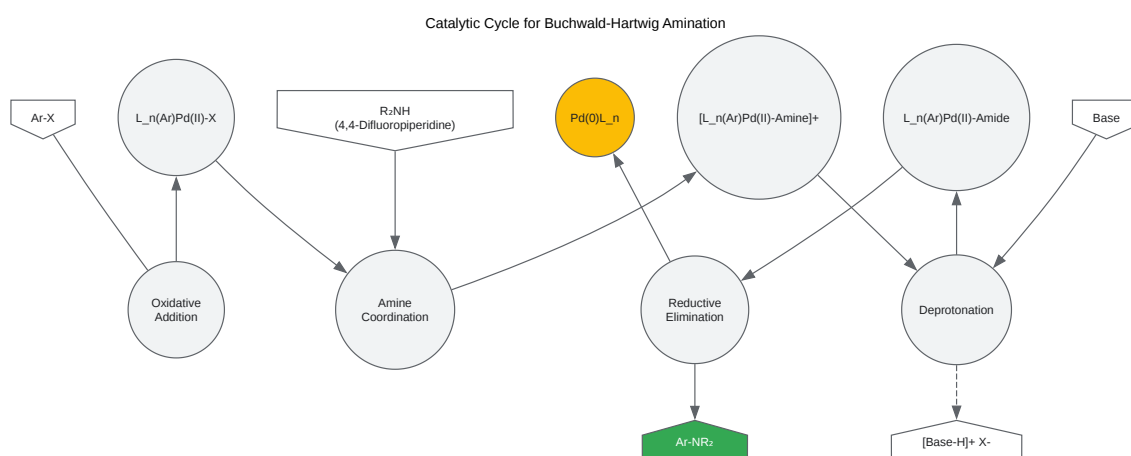 Catalytic Cycle for Buchwald-Hartwig Amination
Ar-X
L_n(Ar)Pd(II)-X
R₂NH
(4,4-Difluoropiperidine)
Pd(0)L_n
[L_n(Ar)Pd(II)-Amine]+
L_n(Ar)Pd(II)-Amide
Base
Oxidative
Addition
Amine
Coordination
Reductive
Elimination
Deprotonation
Ar-NR₂
[Base-H]+ X-